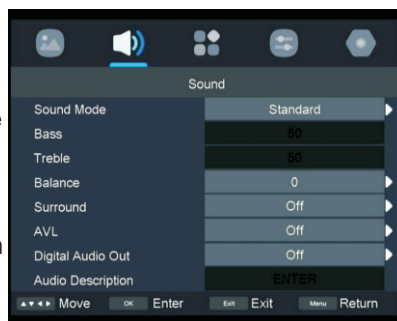 Sound
Sound Mode Standard
Bass 50
Treble 50
Balance 0
Surround Off
AVL Off
Digital Audio Out Off
Audio Description ENTER
Move OK Enter Exit Exit Menu Return